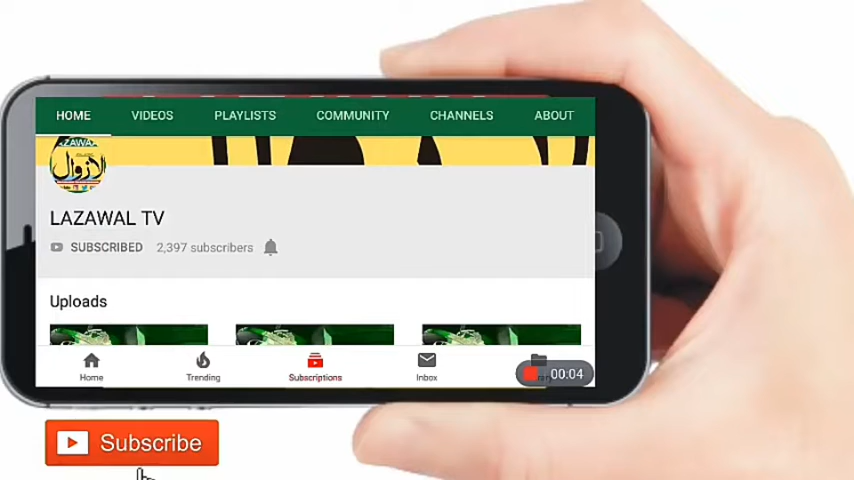 HOME VIDEOS PLAYLISTS COMMUNITY CHANNELS ABOUT
لازوال
LAZAWAL TV
SUBSCRIBED 2,397 subscribers
Uploads
Home Trending Subscriptions Inbox
00:04
Subscribe